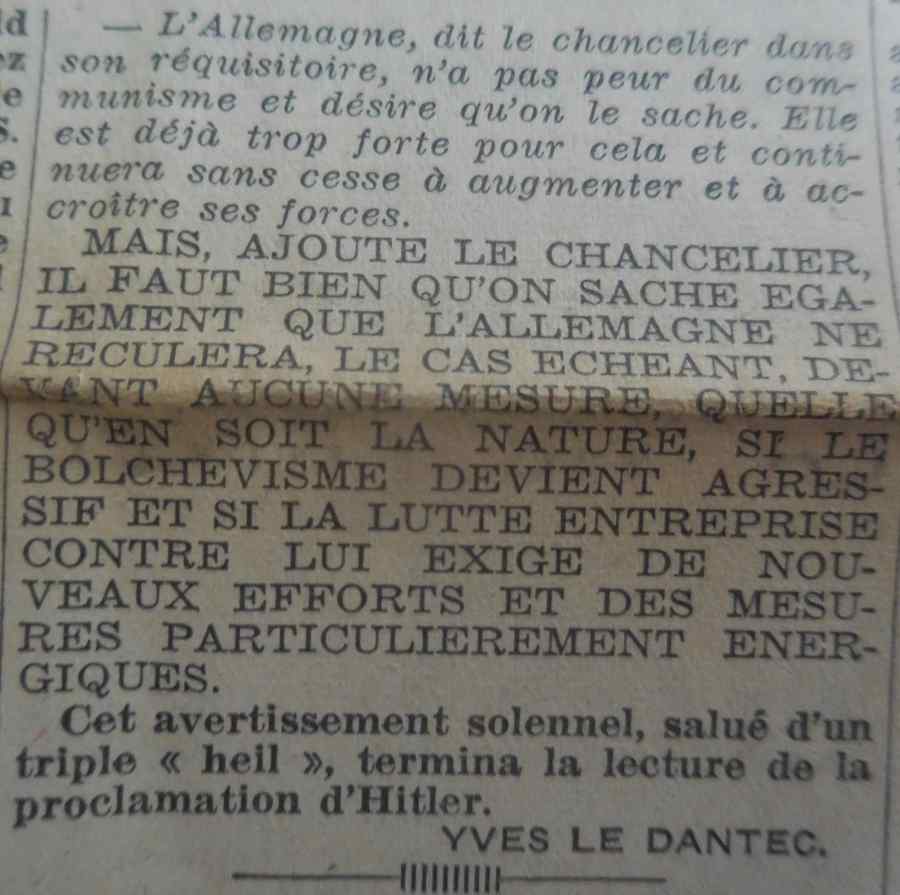 — L'Allemagne, dit le chancelier dans
son réquisitoire, n'a pas peur du com-
munisme et désire qu'on le sache. Elle
est déjà trop forte pour cela et conti-
nuera sans cesse à augmenter et à ac-
croître ses forces.
MAIS, AJOUTE LE CHANCELIER,
IL FAUT BIEN QU'ON SACHE EGA-
LEMENT QUE L'ALLEMAGNE NE
RECULERA, LE CAS ECHEANT, DE-
VANT AUCUNE MESURE, QUELLE
QU'EN SOIT LA NATURE, SI LE
BOLCHEVISME DEVIENT AGRES-
SIF ET SI LA LUTTE ENTREPRISE
CONTRE LUI EXIGE DE NOU-
VEAUX EFFORTS ET DES MESU-
RES PARTICULIEREMENT ENER-
GIQUES.
Cet avertissement solennel, salué d'un
triple « heil », termina la lecture de la
proclamation d'Hitler.
YVES LE DANTEC.